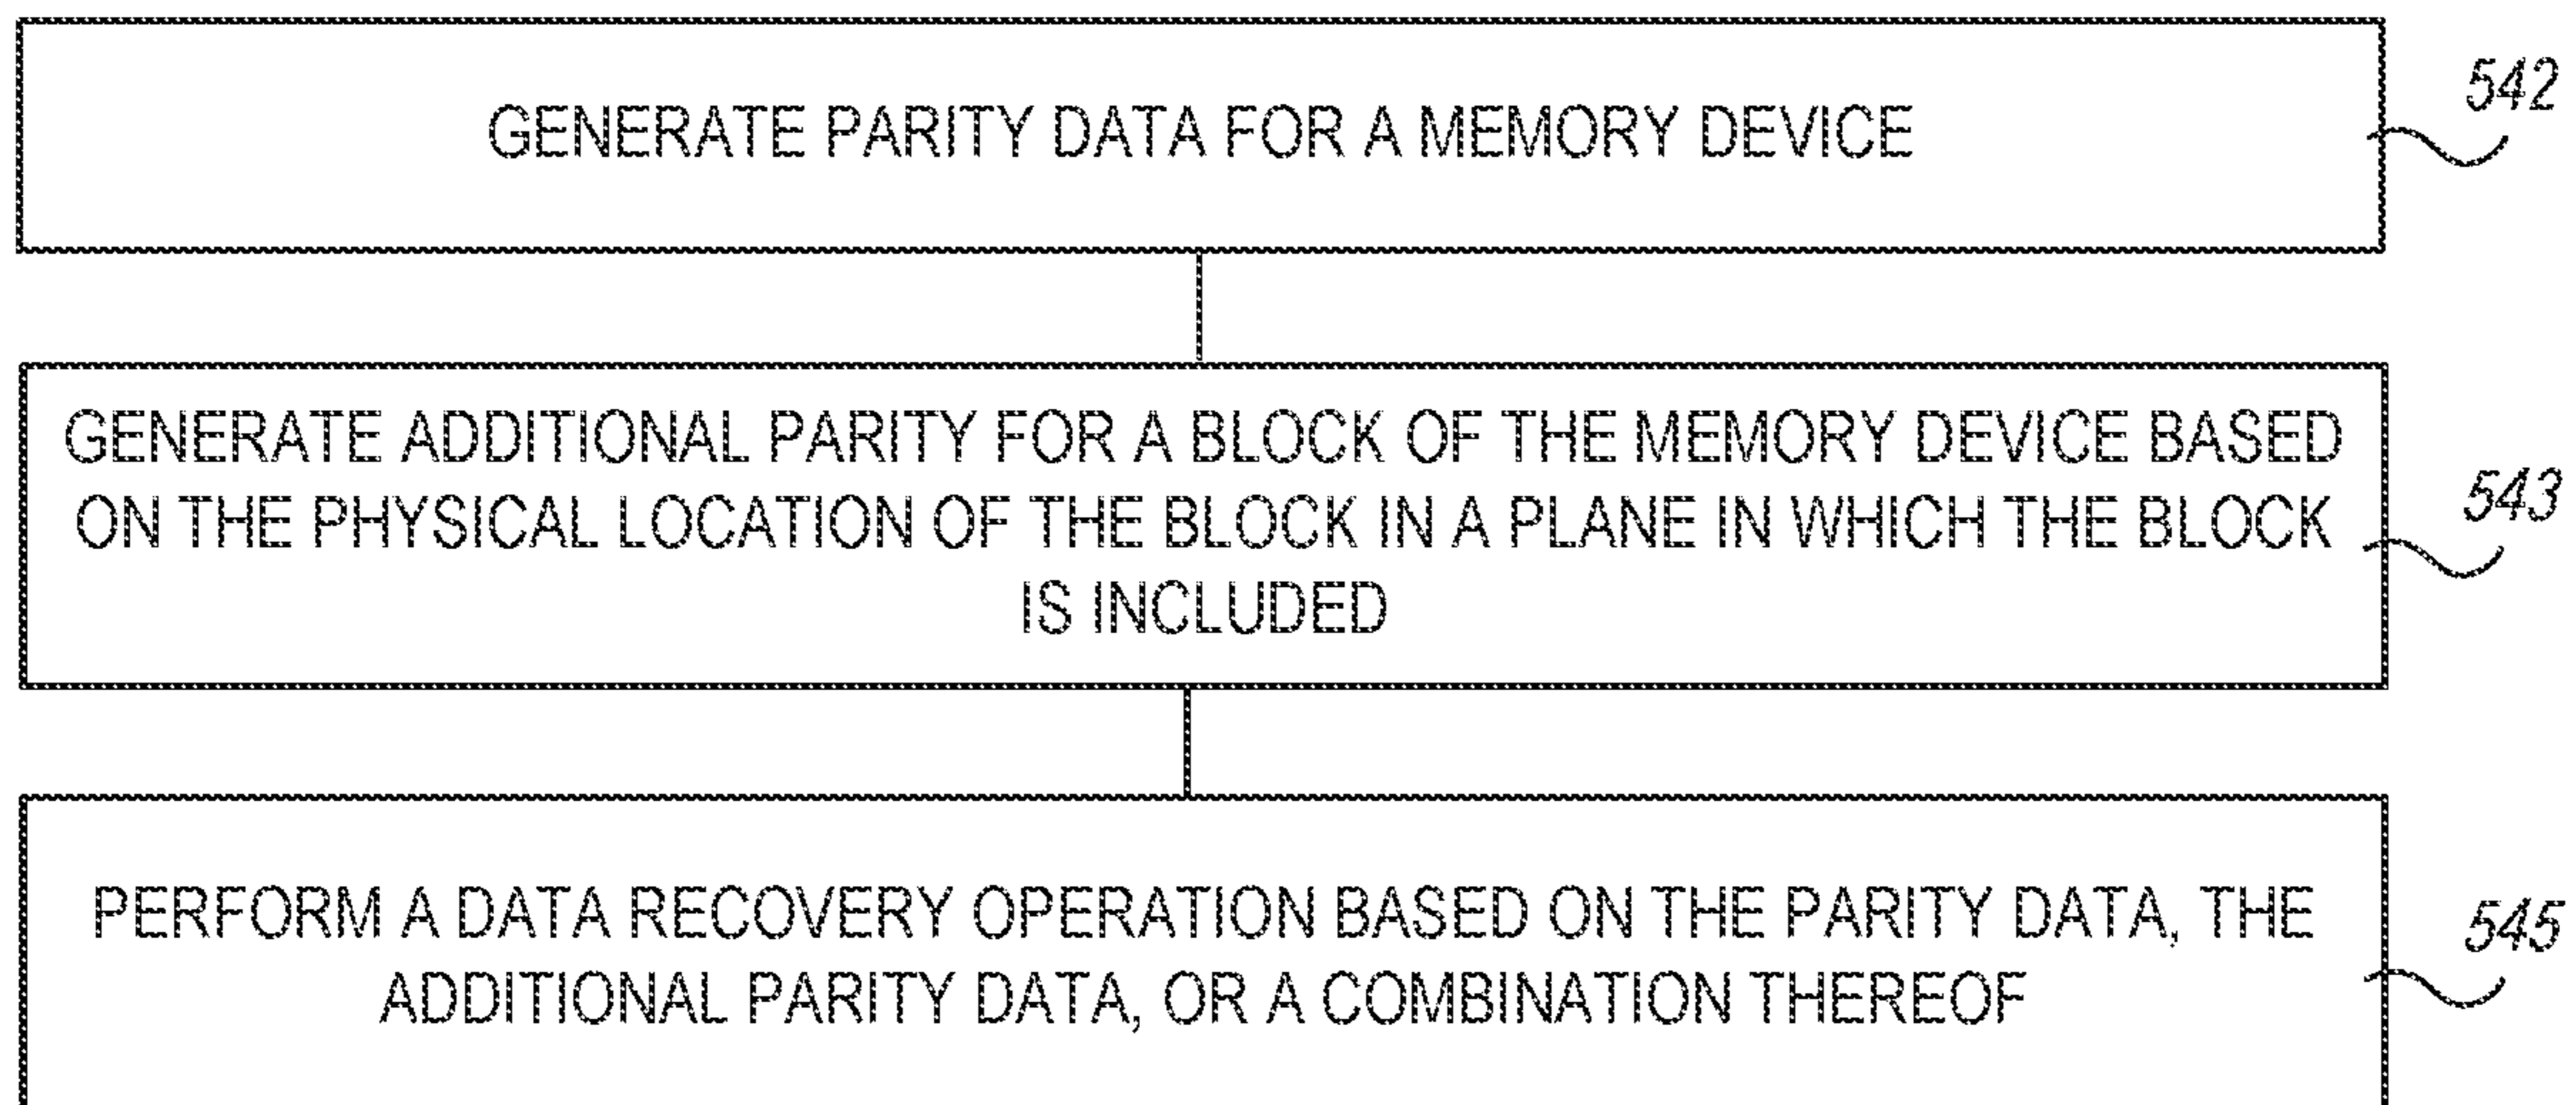 GENERATE PARITY DATA FOR A MEMORY DEVICE
542
GENERATE ADDITIONAL PARITY FOR A BLOCK OF THE MEMORY DEVICE BASED
ON THE PHYSICAL LOCATION OF THE BLOCK IN A PLANE IN WHICH THE BLOCK
IS INCLUDED
543
PERFORM A DATA RECOVERY OPERATION BASED ON THE PARITY DATA, THE
ADDITIONAL PARITY DATA, OR A COMBINATION THEREOF
545